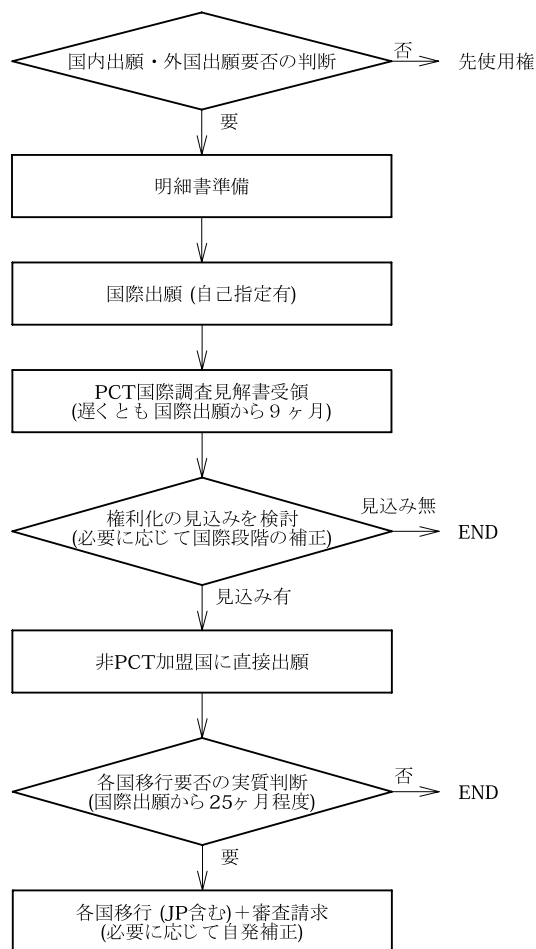 国内出願・外国出願要否の判断
否
先使用権
要
明細書準備
国際出願 (自己指定有)
PCT国際調査見解書受領
(遅くとも国際出願から9ヶ月)
権利化の見込みを検討
(必要に応じて国際段階の補正)
見込み無
END
見込み有
非PCT加盟国に直接出願
各国移行要否の実質判断
(国際出願から25ヶ月程度)
否
END
要
各国移行 (JP含む)＋審査請求
(必要に応じて自発補正)